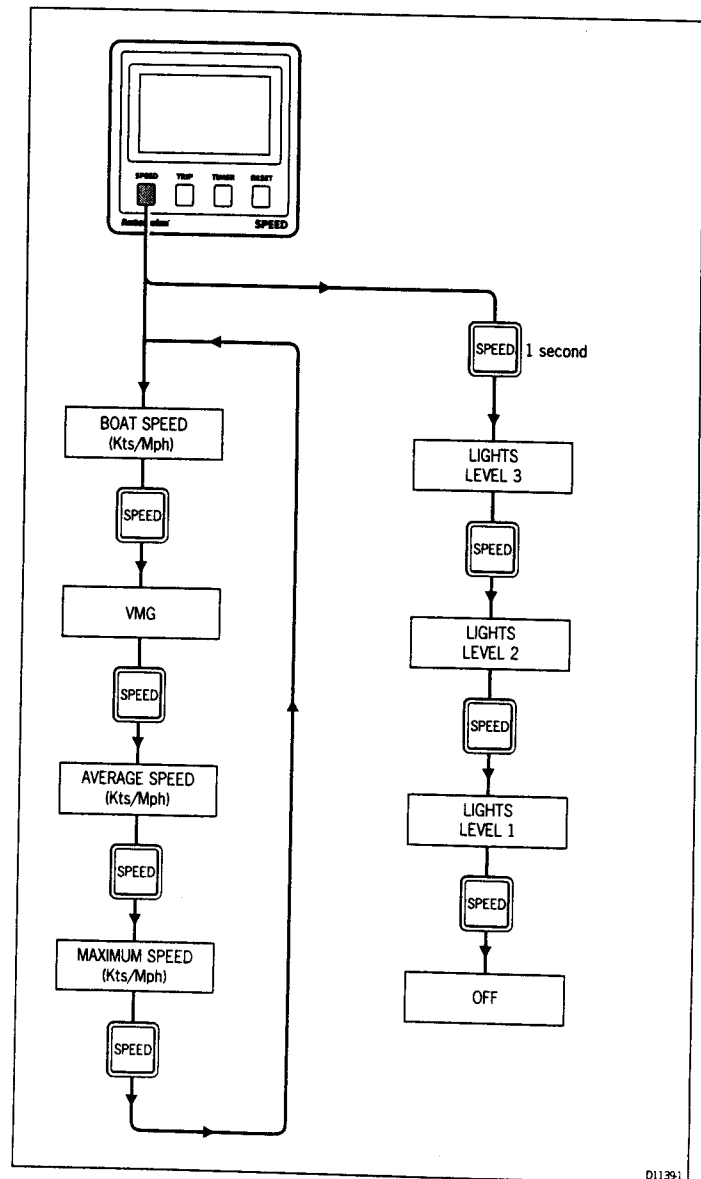 SPEED TRIP TIMER RESET
Autohelm SPEED
SPEED 1 second
BOAT SPEED
(Kts/Mph)
SPEED
VMG
SPEED
AVERAGE SPEED
(Kts/Mph)
SPEED
MAXIMUM SPEED
(Kts/Mph)
SPEED
LIGHTS
LEVEL 3
SPEED
LIGHTS
LEVEL 2
SPEED
LIGHTS
LEVEL 1
SPEED
OFF
D1139-1